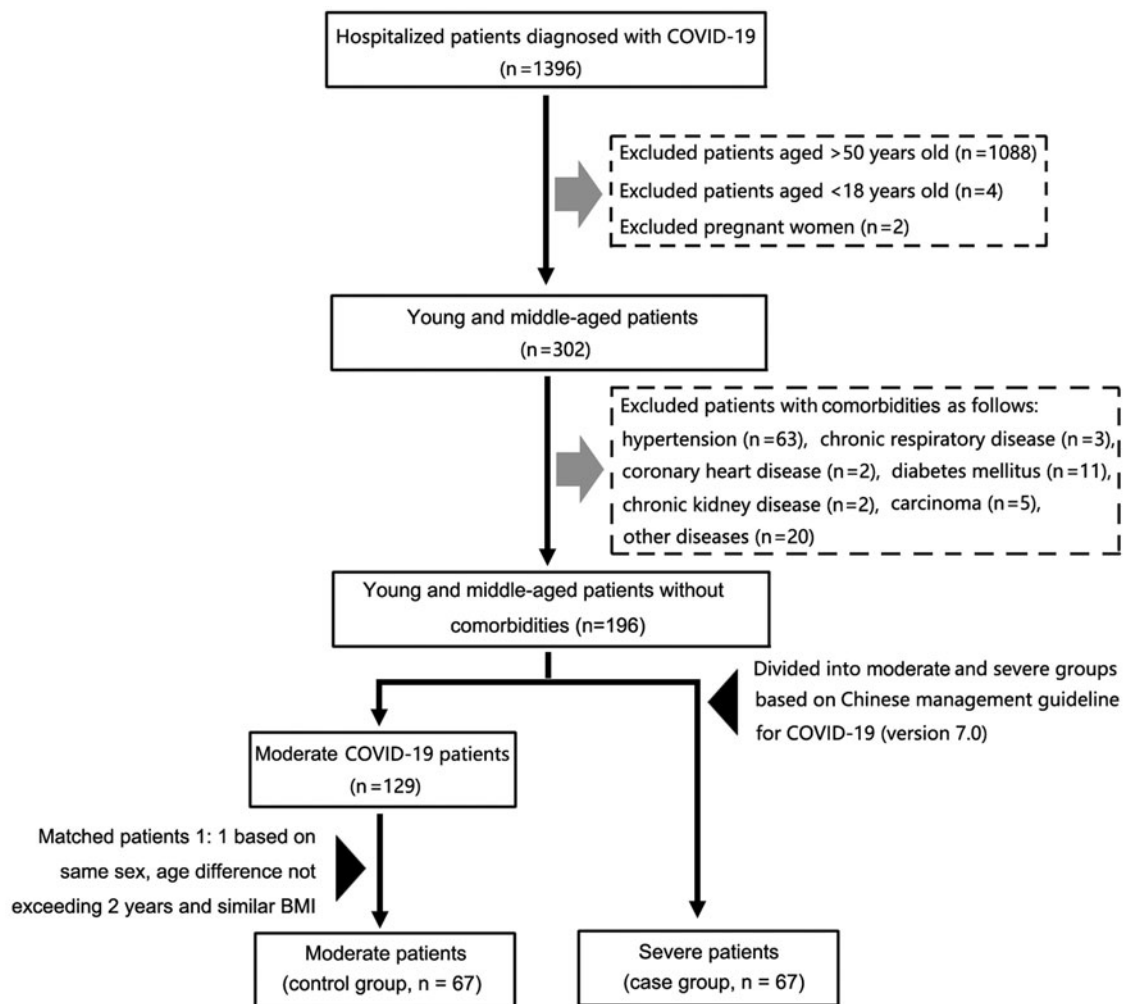 Hospitalized patients diagnosed with COVID-19
(n=1396)
Excluded patients aged >50 years old (n=1088)
Excluded patients aged <18 years old (n=4)
Excluded pregnant women (n=2)
Young and middle-aged patients
(n=302)
Excluded patients with comorbidities as follows:
hypertension (n=63), chronic respiratory disease (n=3),
coronary heart disease (n=2), diabetes mellitus (n=11),
chronic kidney disease (n=2), carcinoma (n=5),
other diseases (n=20)
Young and middle-aged patients without
comorbidities (n=196)
Divided into moderate and severe groups
based on Chinese management guideline
for COVID-19 (version 7.0)
Moderate COVID-19 patients
(n=129)
Matched patients 1: 1 based on
same sex, age difference not
exceeding 2 years and similar BMI
Moderate patients
(control group, n = 67)
Severe patients
(case group, n = 67)